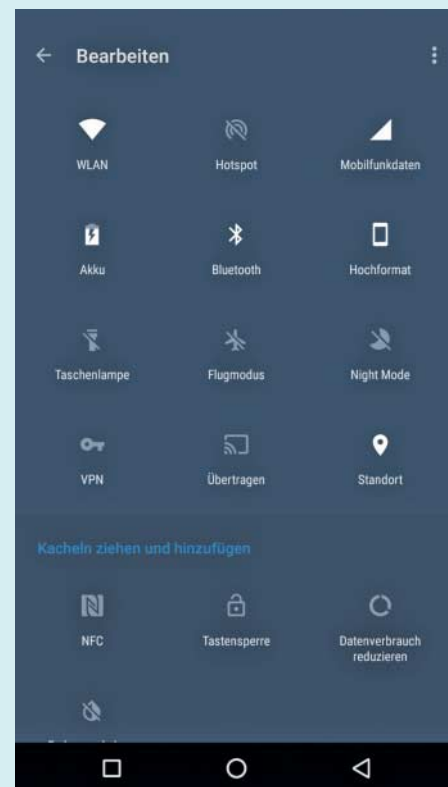 Bearbeiten
WLAN
Hotspot
Mobilfunkdaten
Akku
Bluetooth
Hochformat
Taschenlampe
Flugmodus
Night Mode
VPN
Übertragen
Standort
Kacheln ziehen und hinzufügen
NFC
Tastensperre
Datenverbrauch
reduzieren